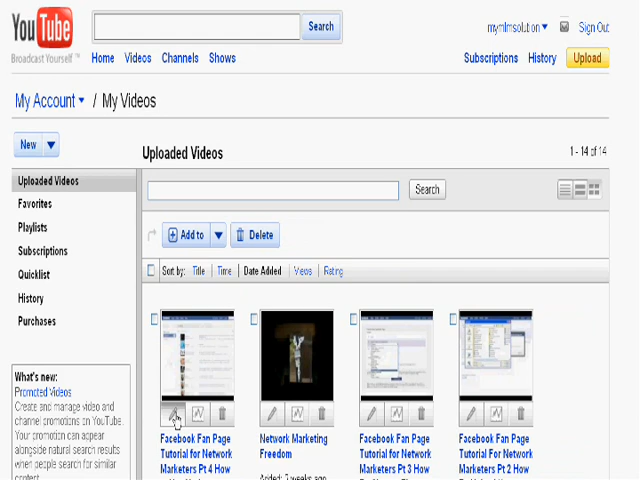 YouTube
Search
mymlmsolution
Sign Out
Broadcast Yourself ™
Home
Videos
Channels
Shows
Subscriptions
History
Upload
My Account / My Videos
New
Uploaded Videos
1 - 14 of 14
Uploaded Videos
Favorites
Playlists
Subscriptions
Quicklist
History
Purchases
Search
Add to
Delete
Sort by: Title | Time | Date Added | Views | Rating
What's new:
Promoted Videos
Create and manage video and
channel promotions on YouTube.
Your promotion can appear
alongside natural search results
when people search for similar
Facebook Fan Page
Tutorial for Network
Marketers Pt 4 How
Network Marketing
Freedom
Added: 2 weeks ago
Facebook Fan Page
Tutorial for Network
Marketers Pt 3 How
Facebook Fan Page
Tutorial For Network
Marketers Pt 2 How